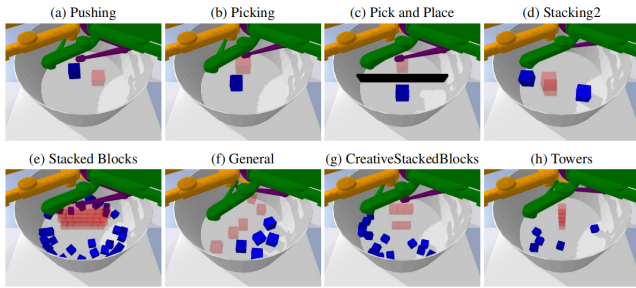 (a) Pushing
(b) Picking
(c) Pick and Place
(d) Stacking2
(e) Stacked Blocks
(f) General
(g) CreativeStackedBlocks
(h) Towers